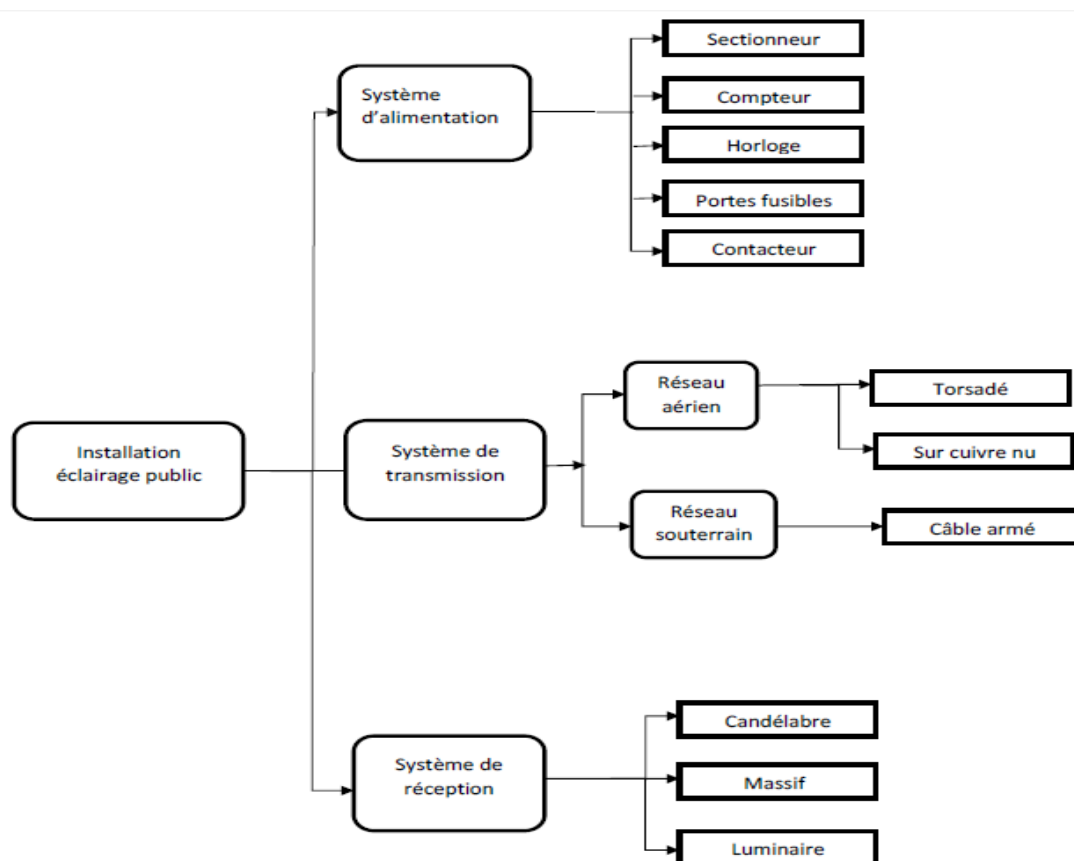 Système
d'alimentation
Sectionneur
Compteur
Horloge
Portes fusibles
Contacteur
Installation
éclairage public
Système de
transmission
Réseau
aérien
Torsadé
Sur cuivre nu
Réseau
souterrain
Câble armé
Système de
réception
Candélabre
Massif
Luminaire